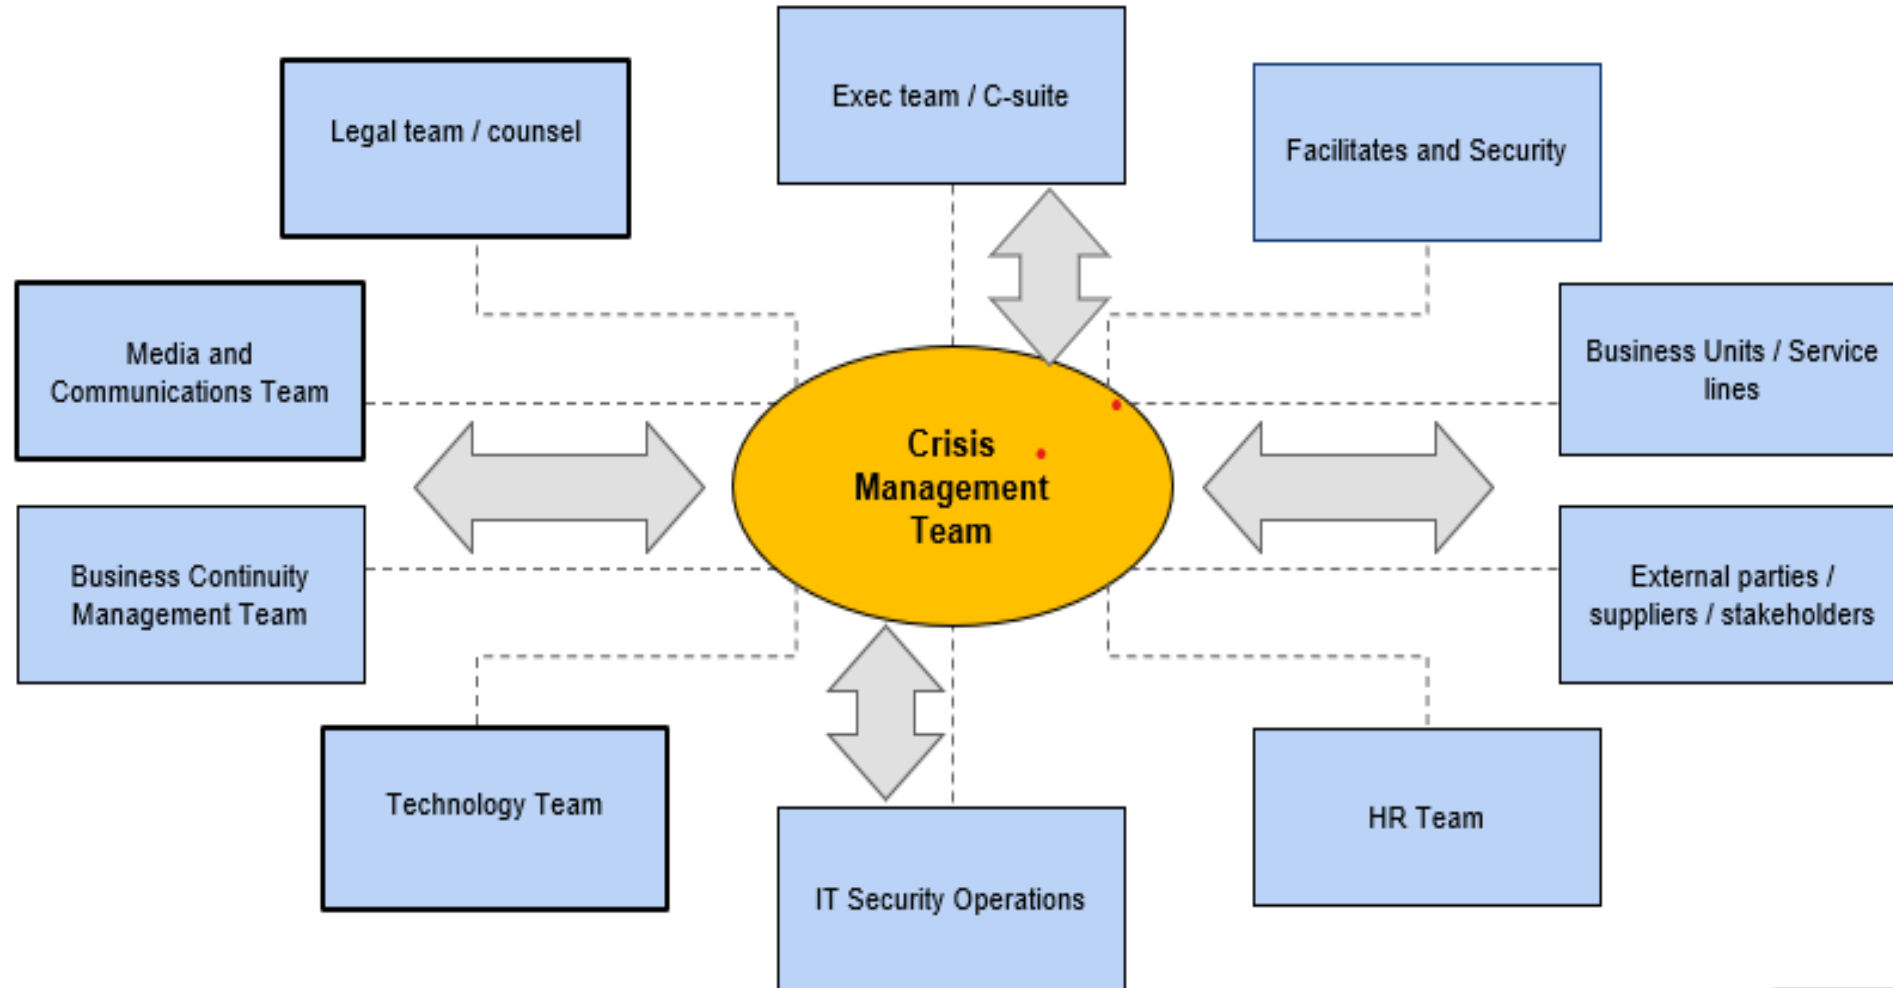 Exec team / C-suite
Legal team / counsel
Facilitates and Security
Media and
Communications Team
Business Units / Service
lines
Crisis
Management
Team
Business Continuity
Management Team
External parties /
suppliers / stakeholders
Technology Team
HR Team
IT Security Operations